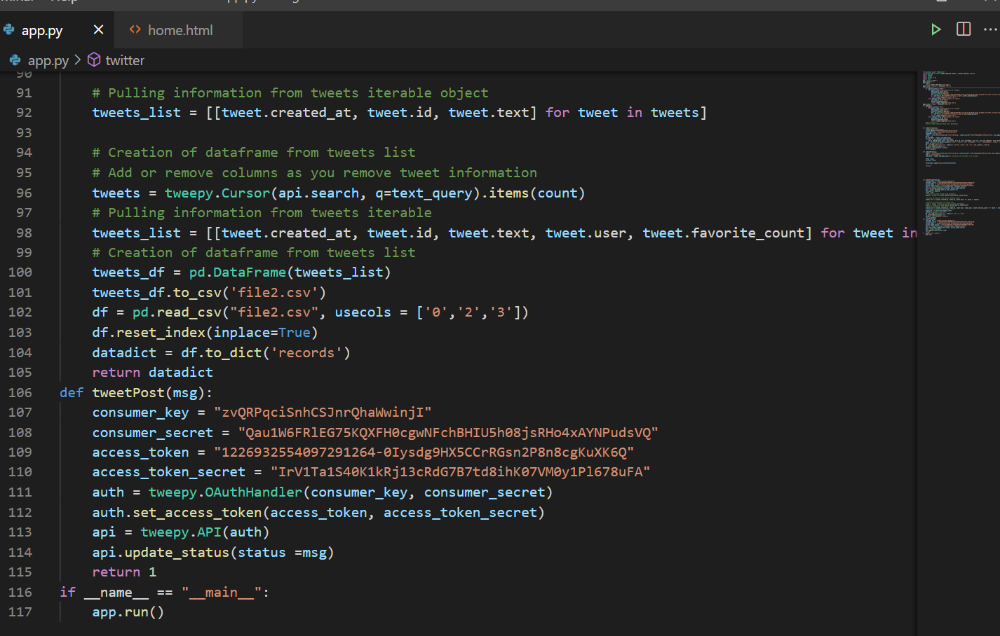 Help
app.py
home.html
app.py > twitter
90
91 # Pulling information from tweets iterable object
92 tweets_list = [[tweet.created_at, tweet.id, tweet.text] for tweet in tweets]
93
94 # Creation of dataframe from tweets list
95 # Add or remove columns as you remove tweet information
96 tweets = tweepy.Cursor(api.search, q=text_query).items(count)
97 # Pulling information from tweets iterable
98 tweets_list = [[tweet.created_at, tweet.id, tweet.text, tweet.user, tweet.favorite_count] for tweet in
99 # Creation of dataframe from tweets list
100 tweets_df = pd.DataFrame(tweets_list)
101 tweets_df.to_csv('file2.csv')
102 df = pd.read_csv("file2.csv", usecols = ['0','2','3'])
103 df.reset_index(inplace=True)
104 datadict = df.to_dict('records')
105 return datadict
106 def tweetPost(msg):
107 consumer_key = "zvQRPqciSnhCSJnrQhaWwinjI"
108 consumer_secret = "Qau1W6FRlEG75KQXFH0cgwNFchBHIU5h08jsRHo4xAYNPudsVQ"
109 access_token = "1226932554097291264-0Iysdg9HX5CCrRGsn2P8n8cgKuXK6Q"
110 access_token_secret = "IrV1Ta1S40K1kRj13cRdG7B7td8ihK07VM0y1Pl678uFA"
111 auth = tweepy.OAuthHandler(consumer_key, consumer_secret)
112 auth.set_access_token(access_token, access_token_secret)
113 api = tweepy.API(auth)
114 api.update_status(status =msg)
115 return 1
116 if __name__ == "__main__":
117 app.run()